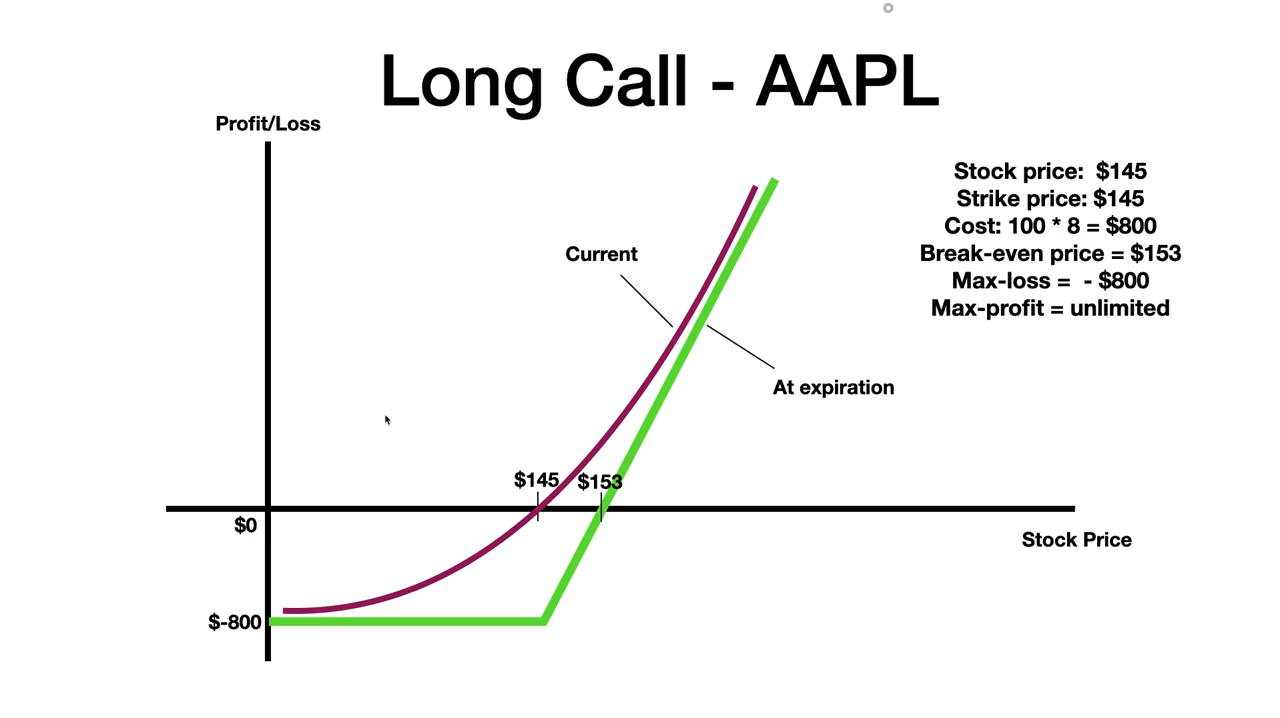 Long Call - AAPL
Profit/Loss
Stock price: $145
Strike price: $145
Cost: 100 * 8 = $800
Break-even price = $153
Max-loss = - $800
Max-profit = unlimited
Current
At expiration
$145
$153
$0
Stock Price
$-800